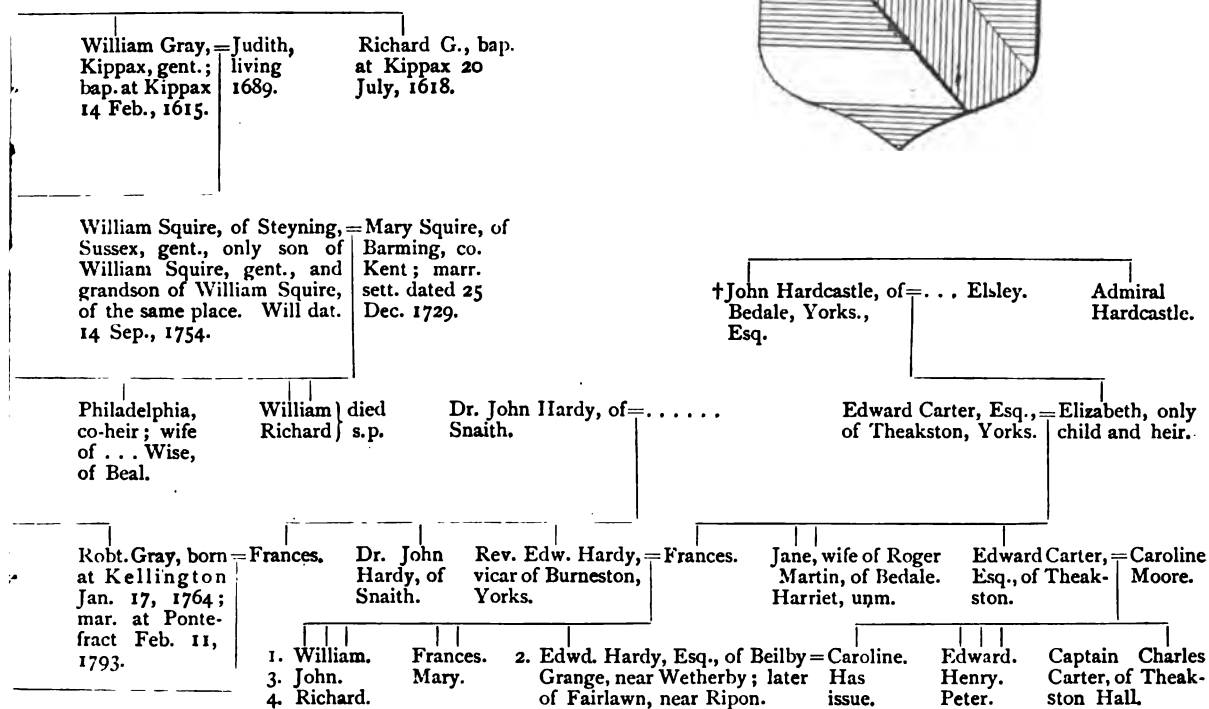 William Gray, = Judith,
Kippax, gent.; living
bap. at Kippax 1689.
14 Feb., 1615.
Richard G., bap.
at Kippax 20
July, 1618.
William Squire, of Steyning, = Mary Squire, of
Sussex, gent., only son of Barming, co.
William Squire, gent., and Kent; marr.
grandson of William Squire, sett. dated 25
of the same place. Will dat. Dec. 1729.
14 Sep., 1754.
†John Hardcastle, of = . . . Elsley.
Bedale, Yorks.,
Esq.
Admiral
Hardcastle.
Philadelphia,
co-heir; wife
of . . . Wise,
of Beal.
William } died
Richard } s.p.
Dr. John Hardy, of = . . . . . .
Snaith.
Edward Carter, Esq., = Elizabeth, only
of Theakston, Yorks. child and heir.
Robt. Gray, born = Frances.
at Kellington
Jan. 17, 1764;
mar. at Ponte-
fract Feb. 11,
1793.
Dr. John
Hardy, of
Snaith.
Rev. Edw. Hardy, = Frances.
vicar of Burneston,
Yorks.
Jane, wife of Roger
Martin, of Bedale.
Harriet, unm.
Edward Carter, = Caroline
Esq., of Theak- Moore.
ston.
1. William.
3. John.
4. Richard.
Frances.
Mary.
2. Edwd. Hardy, Esq., of Beilby = Caroline.
Grange, near Wetherby; later Has
of Fairlawn, near Ripon. issue.
Edward.
Henry.
Peter.
Captain Charles
Carter, of Theak-
ston Hall.